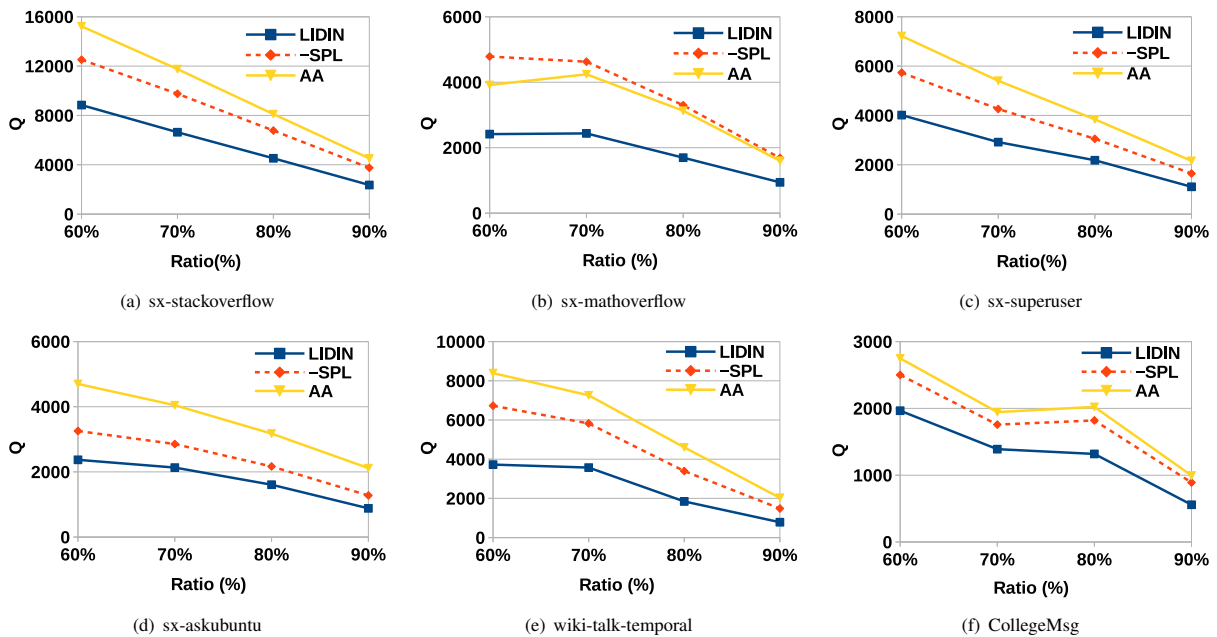 16000
12000
8000
4000
0
Q
LIDIN
–SPL
AA
60% 70% 80% 90%
Ratio(%)
(a) sx-stackoverflow
6000
4000
2000
0
Q
LIDIN
–SPL
AA
60% 70% 80% 90%
Ratio (%)
(b) sx-mathoverflow
8000
6000
4000
2000
0
Q
LIDIN
–SPL
AA
60% 70% 80% 90%
Ratio(%)
(c) sx-superuser
6000
4000
2000
0
Q
LIDIN
–SPL
AA
60% 70% 80% 90%
Ratio (%)
(d) sx-askubuntu
10000
8000
6000
4000
2000
0
Q
LIDIN
–SPL
AA
60% 70% 80% 90%
Ratio (%)
(e) wiki-talk-temporal
3000
2000
1000
0
Q
LIDIN
–SPL
AA
60% 70% 80% 90%
Ratio (%)
(f) CollegeMsg